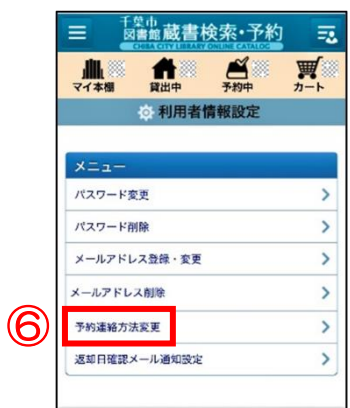 千葉市
図書館 蔵書検索・予約
CHIBA CITY LIBRARY ONLINE CATALOG
マイ本棚 貸出中 予約中 カート
利用者情報設定
メニュー
パスワード変更
パスワード削除
メールアドレス登録・変更
メールアドレス削除
⑥ 予約連絡方法変更
返却日確認メール通知設定